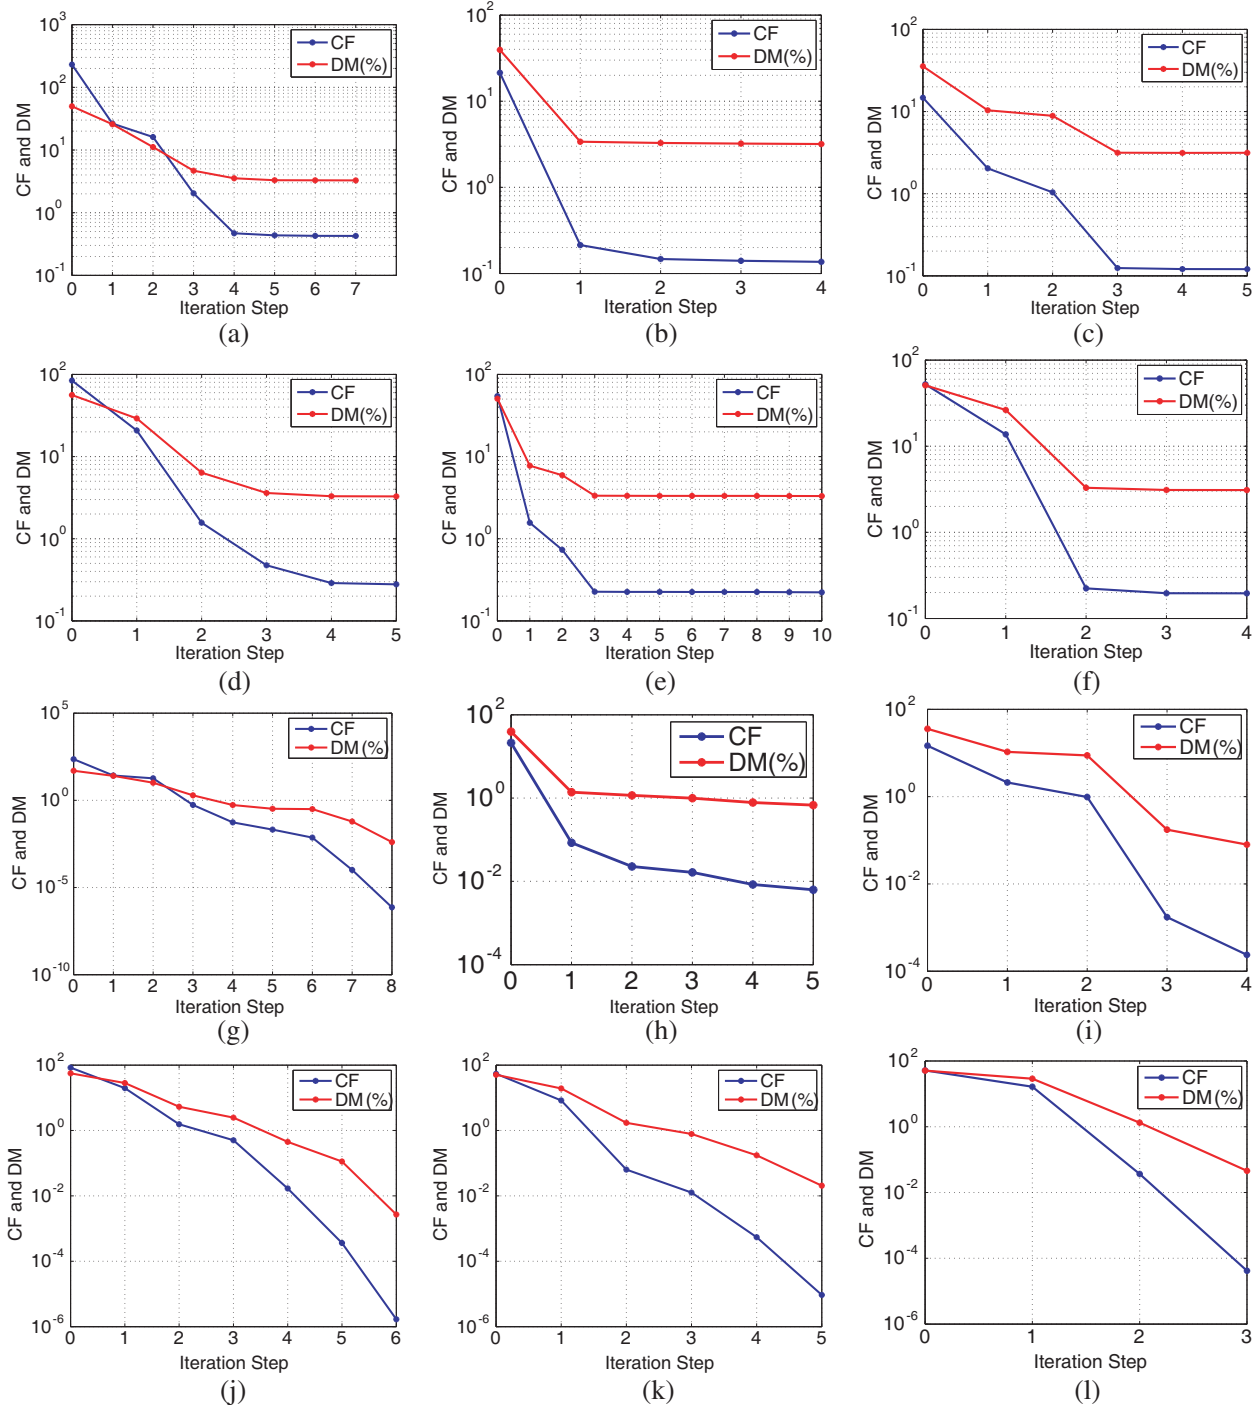 10^3
10^2
10^1
10^0
10^-1
CF and DM
CF
DM(%)
0 1 2 3 4 5 6 7
Iteration Step
(a)
10^2
10^1
10^0
10^-1
CF and DM
CF
DM(%)
0 1 2 3 4
Iteration Step
(b)
10^2
10^1
10^0
10^-1
CF and DM
CF
DM(%)
0 1 2 3 4 5
Iteration Step
(c)
10^2
10^1
10^0
10^-1
CF and DM
CF
DM(%)
0 1 2 3 4 5
Iteration Step
(d)
10^2
10^1
10^0
10^-1
CF and DM
CF
DM(%)
0 1 2 3 4 5 6 7 8 9 10
Iteration Step
(e)
10^2
10^1
10^0
10^-1
CF and DM
CF
DM(%)
0 1 2 3 4
Iteration Step
(f)
10^5
10^0
10^-5
10^-10
CF and DM
CF
DM(%)
0 1 2 3 4 5 6 7 8
Iteration Step
(g)
10^2
10^0
10^-2
10^-4
CF and DM
CF
DM(%)
0 1 2 3 4 5
Iteration Step
(h)
10^2
10^0
10^-2
10^-4
CF and DM
CF
DM(%)
0 1 2 3 4
Iteration Step
(i)
10^2
10^0
10^-2
10^-4
10^-6
CF and DM
CF
DM(%)
0 1 2 3 4 5 6
Iteration Step
(j)
10^2
10^0
10^-2
10^-4
10^-6
CF and DM
CF
DM(%)
0 1 2 3 4 5
Iteration Step
(k)
10^2
10^0
10^-2
10^-4
10^-6
CF and DM
CF
DM(%)
0 1 2 3
Iteration Step
(l)